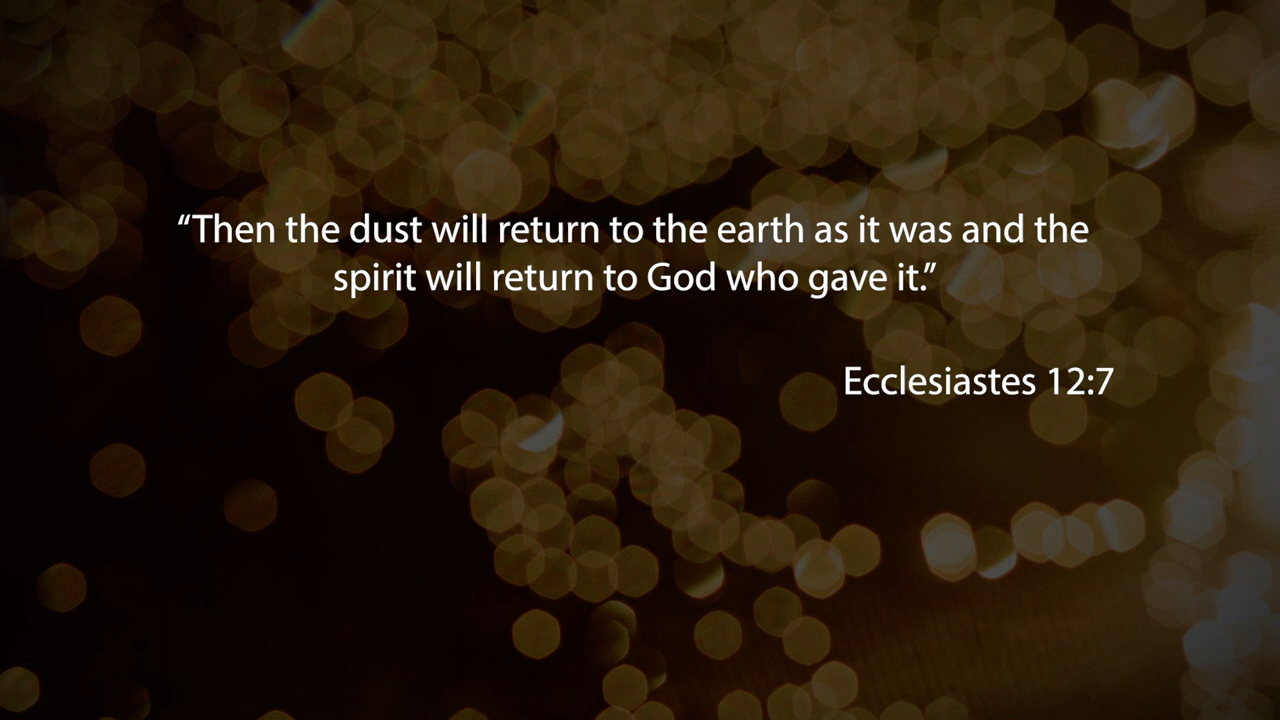 “Then the dust will return to the earth as it was and the
spirit will return to God who gave it.”
Ecclesiastes 12:7